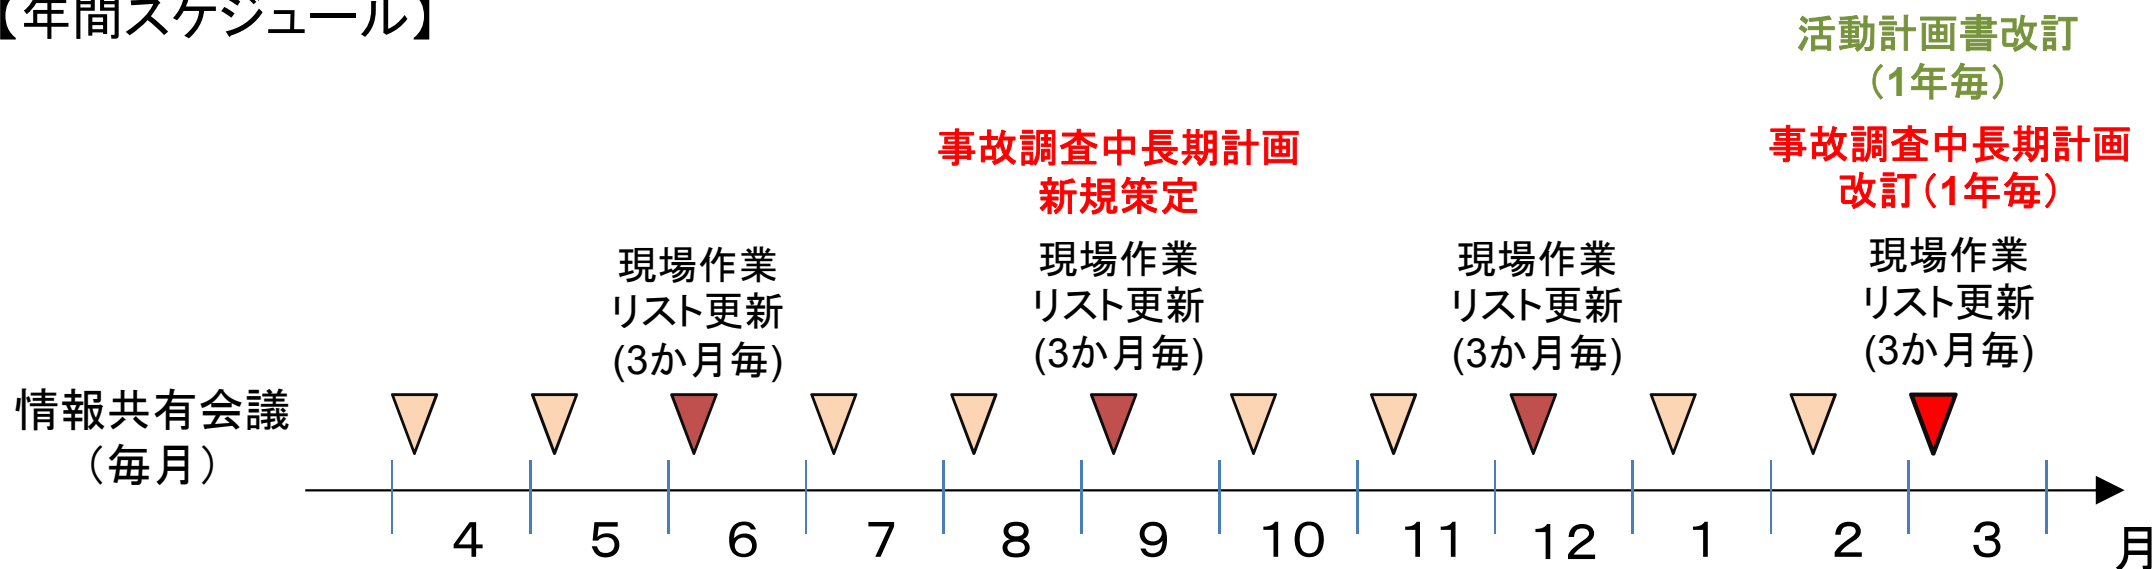 【年間スケジュール】
活動計画書改訂
（1年毎）
事故調査中長期計画
新規策定
事故調査中長期計画
改訂（1年毎）
現場作業
リスト更新
(3か月毎)
現場作業
リスト更新
(3か月毎)
現場作業
リスト更新
(3か月毎)
現場作業
リスト更新
(3か月毎)
情報共有会議
（毎月）
4 5 6 7 8 9 10 11 12 1 2 3 月